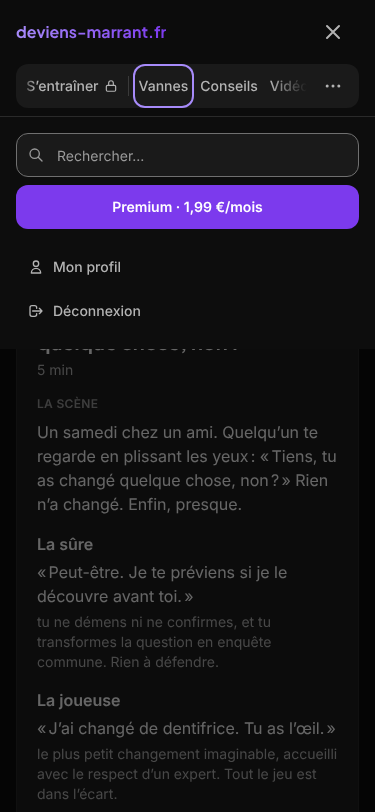 deviens-marrant.fr
S’entraîner
Vannes
Conseils
Vidéo
Rechercher...
Premium · 1,99 €/mois
Mon profil
Déconnexion
5 min
LA SCÈNE
Un samedi chez un ami. Quelqu’un te
regarde en plissant les yeux : « Tiens, tu
as changé quelque chose, non ? » Rien
n’a changé. Enfin, presque.
La sûre
« Peut-être. Je te préviens si je le
découvre avant toi. »
tu ne démens ni ne confirmes, et tu
transformes la question en enquête
commune. Rien à défendre.
La joueuse
« J’ai changé de dentifrice. Tu as l’œil. »
le plus petit changement imaginable, accueilli
avec le respect d’un expert. Tout le jeu est
dans l’écart.